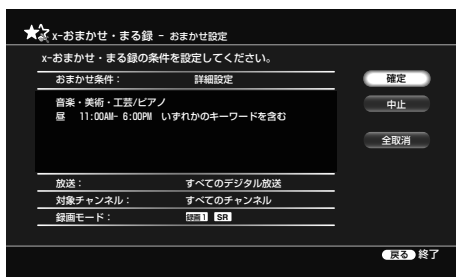 x-おまかせ・まる録 - おまかせ設定
x-おまかせ・まる録の条件を設定してください。
おまかせ条件： 詳細設定
確定
音楽・美術・工芸/ピアノ
昼 11:00AM- 6:00PM いずれかのキーワードを含む
中止
全取消
放送： すべてのデジタル放送
対象チャンネル： すべてのチャンネル
録画モード： 録画1 SR
戻る 終了